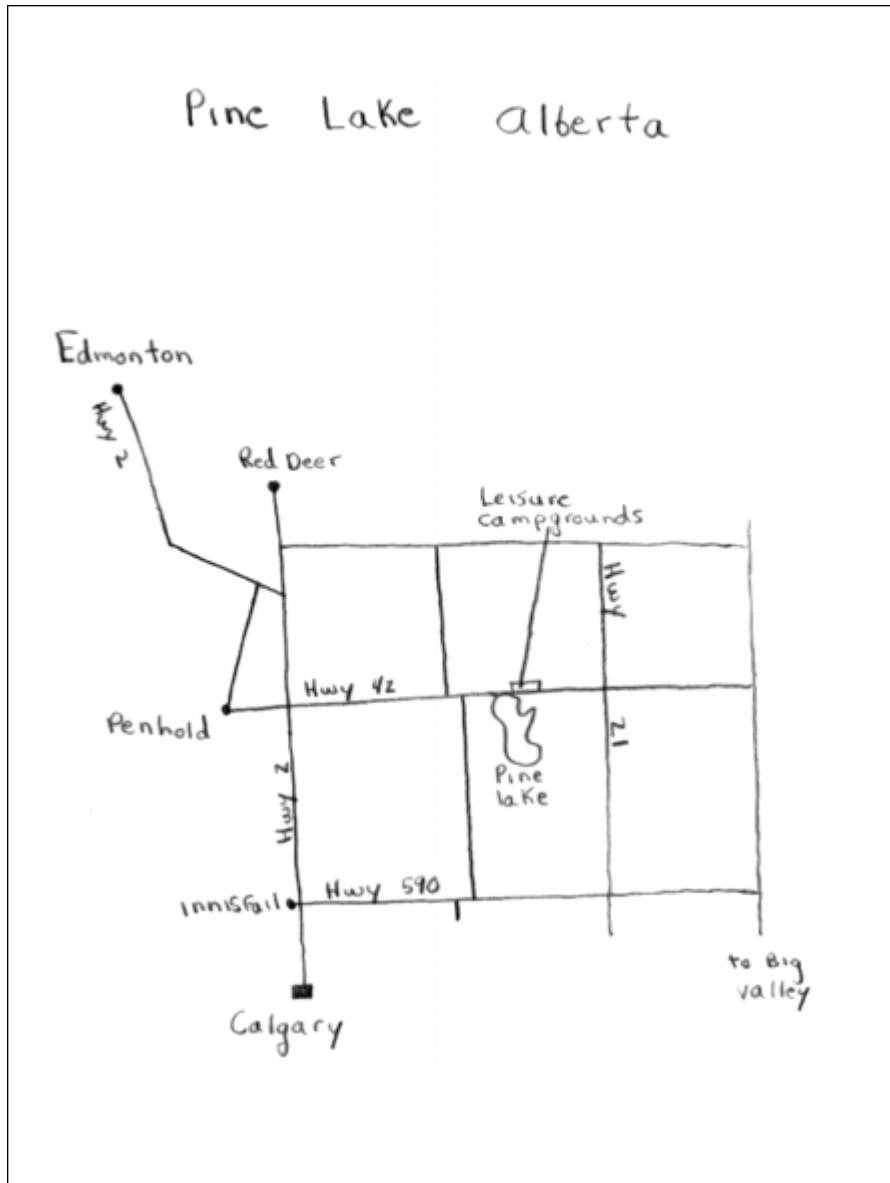 Pine Lake Alberta
Edmonton
Hwy 2
Red Deer
Leisure
campgrounds
Hwy
21
Hwy 42
Penhold
Pine
lake
Hwy 2
Hwy 590
Innisfail
to Big
valley
Calgary